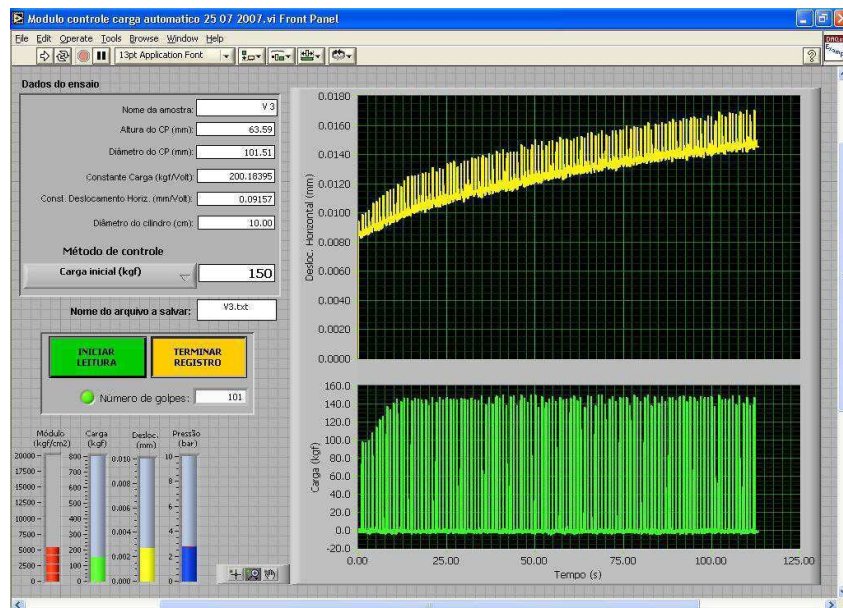 Modulo controle carga automatico 25 07 2007.vi Front Panel
File Edit Operate Tools Browse Window Help
13pt Application Font
Dados do ensaio
Nome da amostra: V 3
Altura do CP (mm): 63.59
Diâmetro do CP (mm): 101.51
Constante Carga (kgf/Volt): 200.18395
Const. Deslocamento Horiz. (mm/Volt): 0.09157
Diâmetro do cilindro (cm): 10.00
Método de controle
Carga inicial (kgf) 150
Nome do arquivo a salvar: V3.txt
INICIAR LEITURA
TERMINAR REGISTRO
Número de golpes: 101
Módulo (kgf/cm2)
20000
17500
15000
12500
10000
7500
5000
2500
0
Carga (kgf)
800
700
600
500
400
300
200
100
0
Desloc. (mm)
0.010
0.008
0.006
0.004
0.002
0.000
Pressão (bar)
10
8
6
4
2
0
Desloc. Horizontal (mm)
0.0180
0.0160
0.0140
0.0120
0.0100
0.0080
0.0060
0.0040
0.0020
0.0000
Carga (kgf)
160.0
140.0
120.0
100.0
80.0
60.0
40.0
20.0
0.0
-20.0
0.00 25.00 50.00 75.00 100.00 125.00
Tempo (s)